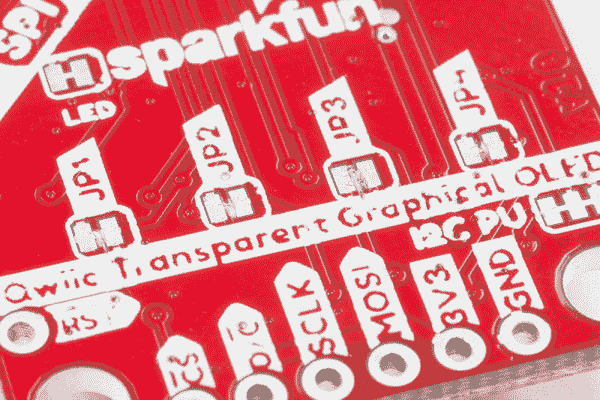 SPI
sparkfun
LED
JP1
JP2
JP3
JP4
Qwiic Transparent Graphical OLED
I2C PU
RST
CS
D/C
SCLK
MOSI
3V3
GND